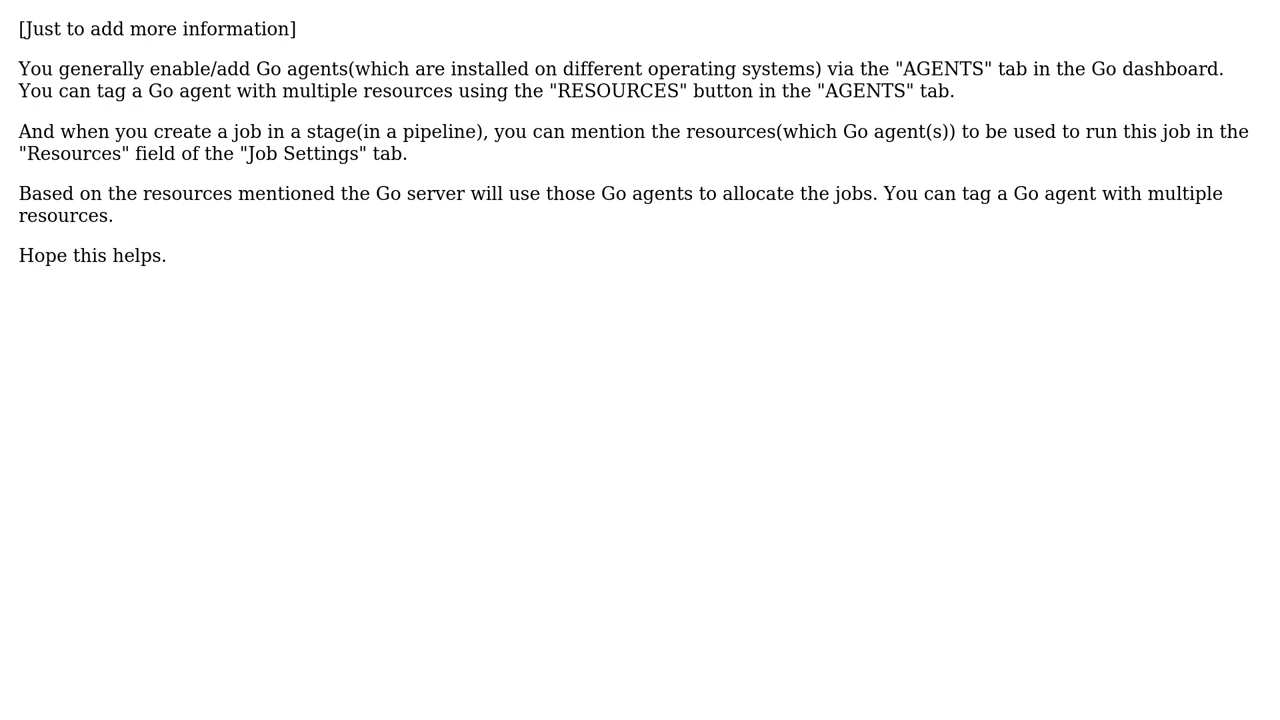 [Just to add more information]
You generally enable/add Go agents(which are installed on different operating systems) via the "AGENTS" tab in the Go dashboard.
You can tag a Go agent with multiple resources using the "RESOURCES" button in the "AGENTS" tab.
And when you create a job in a stage(in a pipeline), you can mention the resources(which Go agent(s)) to be used to run this job in the
"Resources" field of the "Job Settings" tab.
Based on the resources mentioned the Go server will use those Go agents to allocate the jobs. You can tag a Go agent with multiple
resources.
Hope this helps.